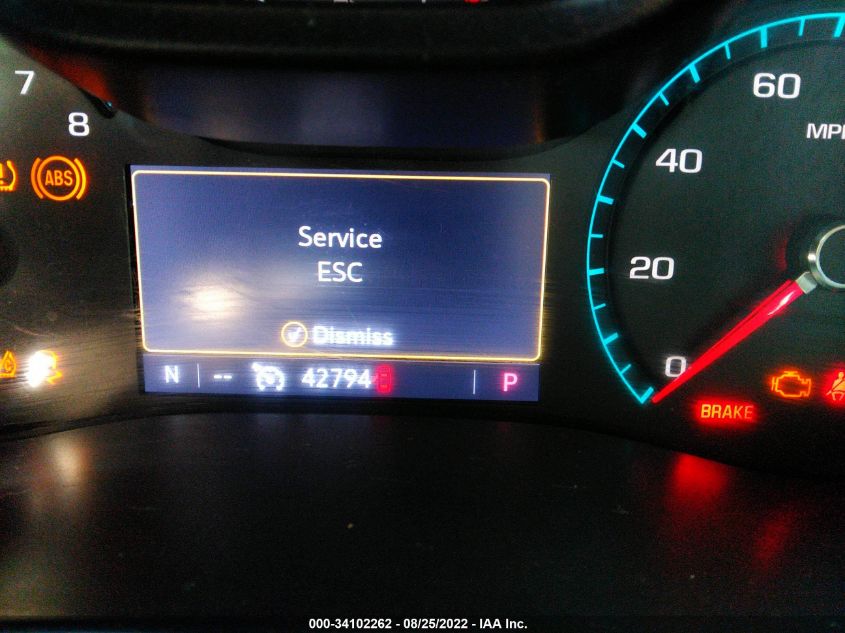 7
8
ABS
Service
ESC
Dismiss
N -- 42794 P
60
40
20
0
BRAKE
000-34102262 - 08/25/2022 - IAA Inc.